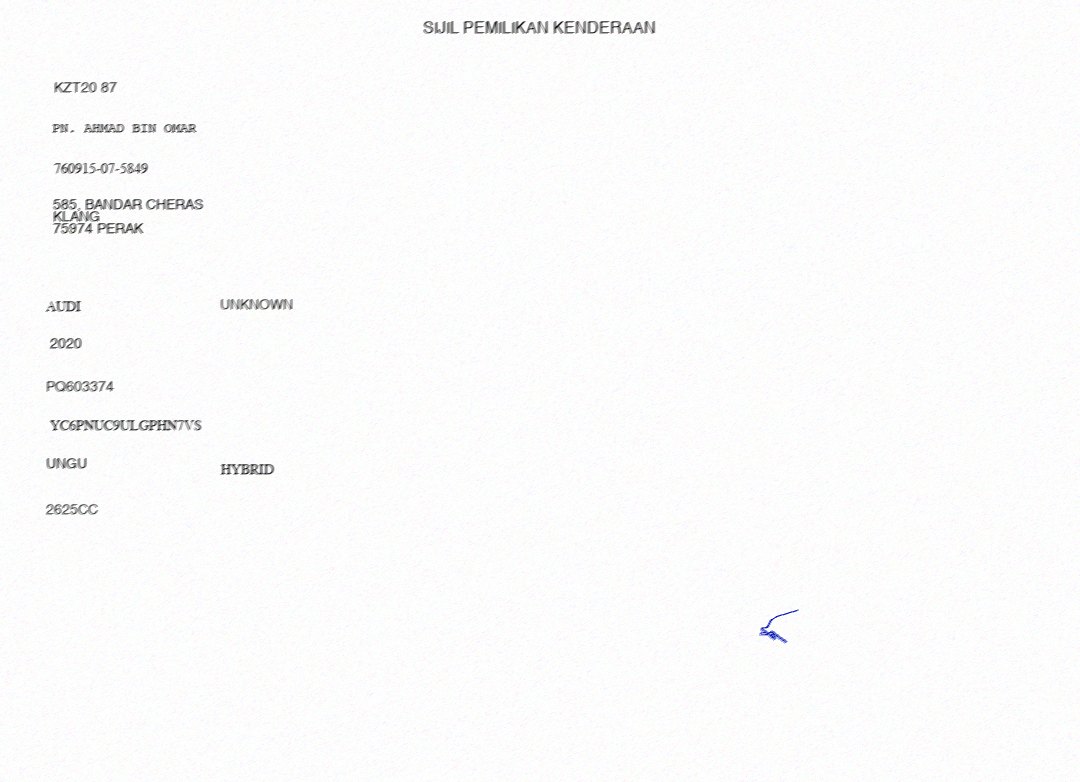 SIJIL PEMILIKAN KENDERAAN
KZT20 87
PN. AHMAD BIN OMAR
760915-07-5849
585, BANDAR CHERAS
KLANG
75974 PERAK
AUDI UNKNOWN
2020
PQ603374
YC6PNUC9ULGPHN7VS
UNGU HYBRID
2625CC